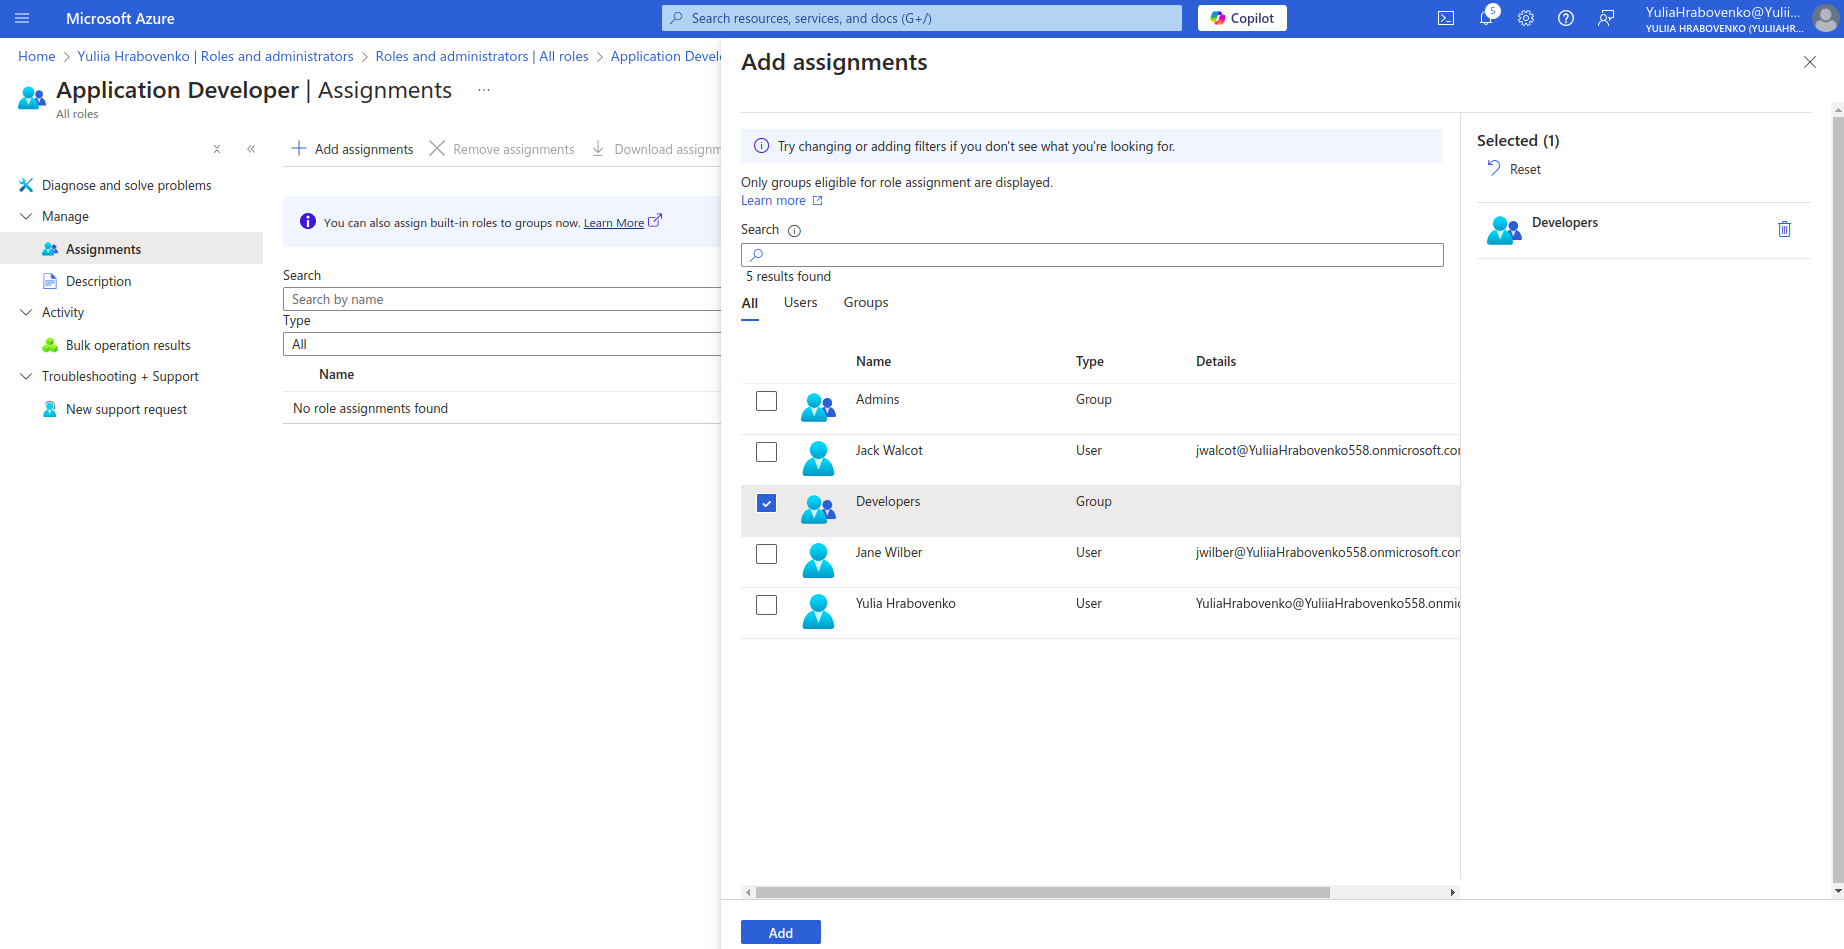 Microsoft Azure
Search resources, services, and docs (G+/)
Copilot
5
YuliaHrabovenko@Yulii...
YULIIA HRABOVENKO (YULIIAHR...
Home > Yuliia Hrabovenko | Roles and administrators > Roles and administrators | All roles > Application Devel
Application Developer | Assignments ...
All roles
Add assignments
Remove assignments
Download assignm
Diagnose and solve problems
Manage
Assignments
Description
Activity
Bulk operation results
Troubleshooting + Support
New support request
You can also assign built-in roles to groups now. Learn More
Search
Search by name
Type
All
Name
No role assignments found
Add assignments
Try changing or adding filters if you don't see what you're looking for.
Only groups eligible for role assignment are displayed.
Learn more
Search
5 results found
All Users Groups
Name Type Details
Admins Group
Jack Walcot User jwalcot@YuliiaHrabovenko558.onmicrosoft.com
Developers Group
Jane Wilber User jwilber@YuliiaHrabovenko558.onmicrosoft.com
Yulia Hrabovenko User YuliaHrabovenko@YuliiaHrabovenko558.onmic
Add
Selected (1)
Reset
Developers